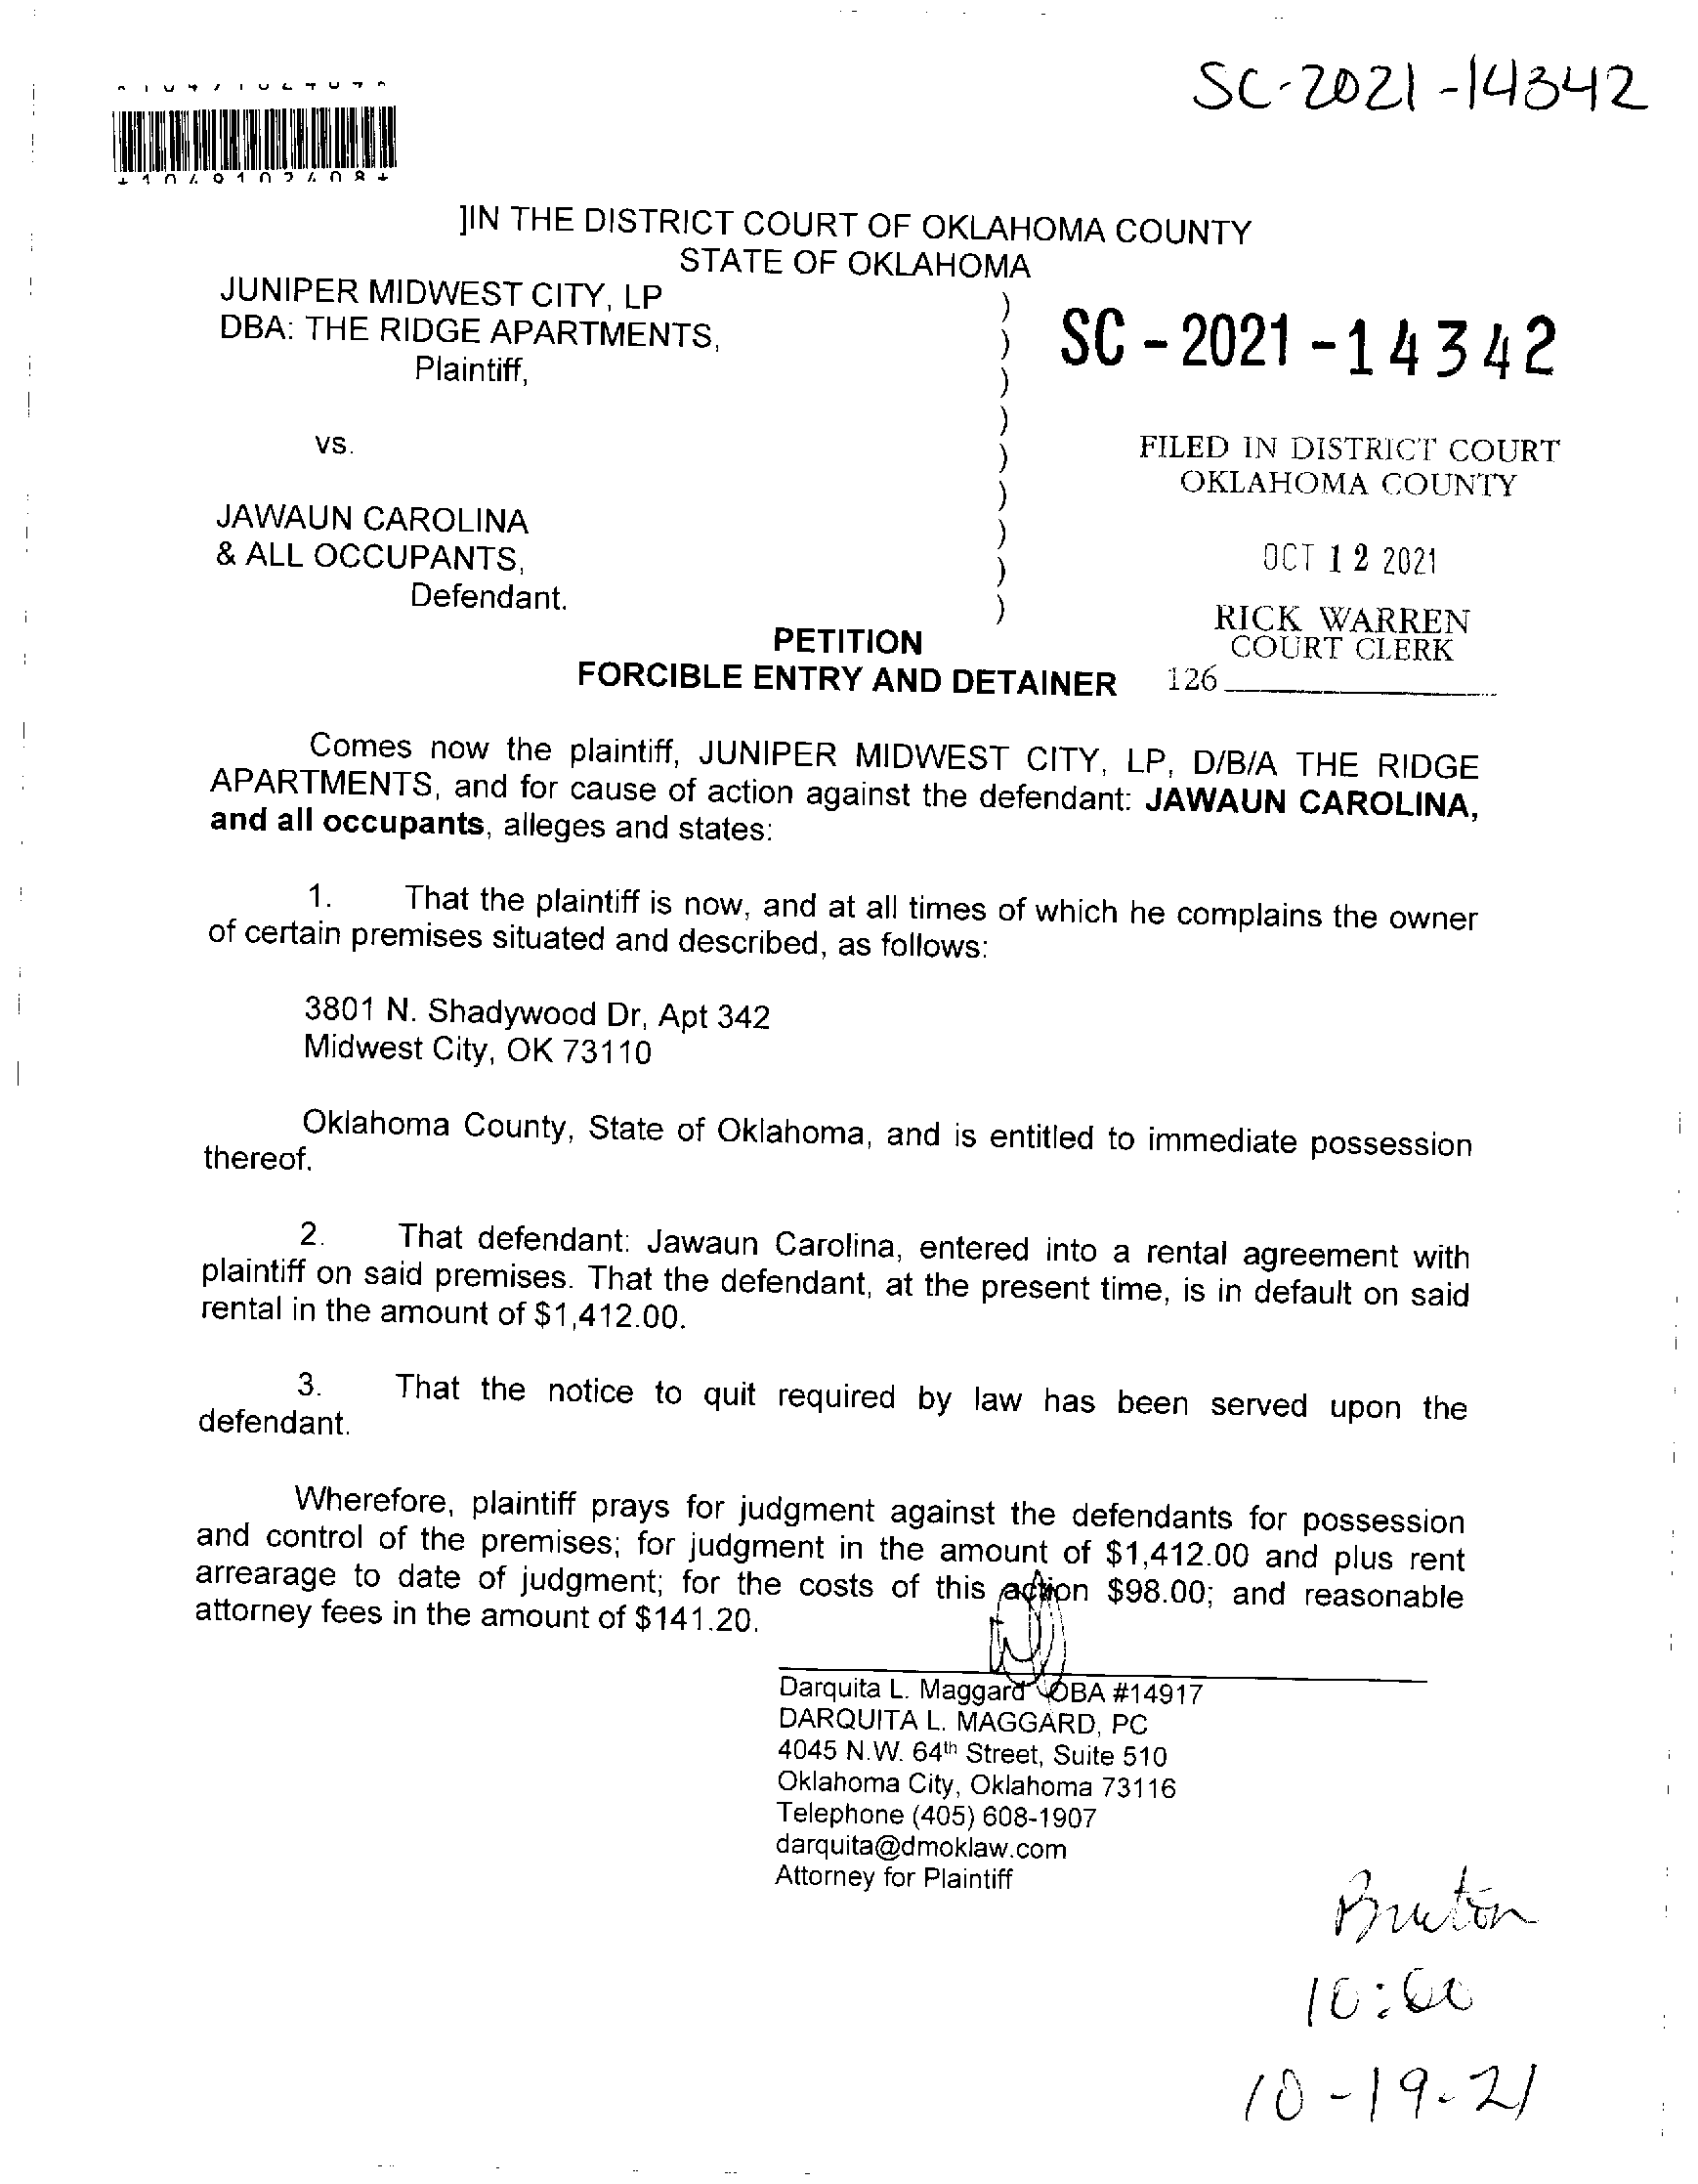 SC-2021-14342
]IN THE DISTRICT COURT OF OKLAHOMA COUNTY
STATE OF OKLAHOMA
JUNIPER MIDWEST CITY, LP
DBA: THE RIDGE APARTMENTS,
Plaintiff,
vs.
JAWAUN CAROLINA
& ALL OCCUPANTS,
Defendant.
)
)
)
)
)
)
)
)
)
SC-2021-14342
FILED IN DISTRICT COURT
OKLAHOMA COUNTY
OCT 12 2021
RICK WARREN
COURT CLERK
126
PETITION
FORCIBLE ENTRY AND DETAINER
Comes now the plaintiff, JUNIPER MIDWEST CITY, LP, D/B/A THE RIDGE
APARTMENTS, and for cause of action against the defendant: JAWAUN CAROLINA,
and all occupants, alleges and states:
1. That the plaintiff is now, and at all times of which he complains the owner
of certain premises situated and described, as follows:
3801 N. Shadywood Dr, Apt 342
Midwest City, OK 73110
Oklahoma County, State of Oklahoma, and is entitled to immediate possession
thereof.
2. That defendant: Jawaun Carolina, entered into a rental agreement with
plaintiff on said premises. That the defendant, at the present time, is in default on said
rental in the amount of $1,412.00.
3. That the notice to quit required by law has been served upon the
defendant.
Wherefore, plaintiff prays for judgment against the defendants for possession
and control of the premises; for judgment in the amount of $1,412.00 and plus rent
arrearage to date of judgment; for the costs of this action $98.00; and reasonable
attorney fees in the amount of $141.20.
Darquita L. Maggard OBA #14917
DARQUITA L. MAGGARD, PC
4045 N.W. 64th Street, Suite 510
Oklahoma City, Oklahoma 73116
Telephone (405) 608-1907
darquita@dmoklaw.com
Attorney for Plaintiff
Bruton
10:00
10-19-21